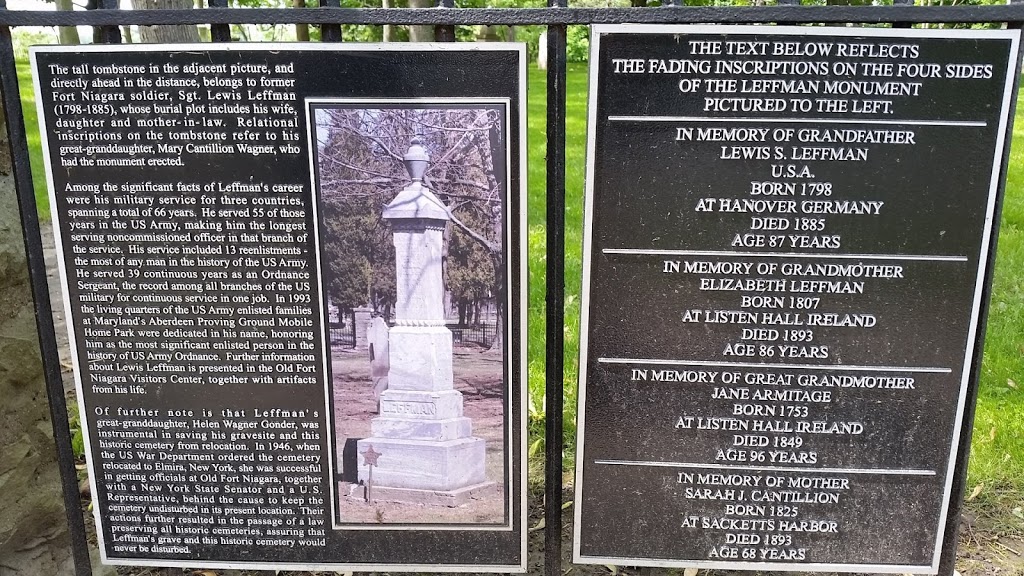 The tall tombstone in the adjacent picture, and
directly ahead in the distance, belongs to former
Fort Niagara soldier, Sgt. Lewis Leffman
(1798-1885), whose burial plot includes his wife,
daughter and mother-in-law. Relational
inscriptions on the tombstone refer to his
great-granddaughter, Mary Cantillion Wagner, who
had the monument erected.
Among the significant facts of Leffman's career
were his military service for three countries,
spanning a total of 66 years. He served 55 of those
years in the US Army, making him the longest
serving noncommissioned officer in that branch of
the service. His service included 13 reenlistments -
the most of any man in the history of the US Army.
He served 39 continuous years as an Ordnance
Sergeant, the record among all branches of the US
military for continuous service in one job. In 1993
the living quarters of the US Army enlisted families
at Maryland's Aberdeen Proving Ground Mobile
Home Park were dedicated in his name, honoring
him as the most significant enlisted person in the
history of US Army Ordnance. Further information
about Lewis Leffman is presented in the Old Fort
Niagara Visitors Center, together with artifacts
from his life.
Of further note is that Leffman's
great-granddaughter, Helen Wagner Gonder, was
instrumental in saving his gravesite and this
historic cemetery from relocation. In 1946, when
the US War Department ordered the cemetery
relocated to Elmira, New York, she was successful
in getting officials at Old Fort Niagara, together
with a New York State Senator and a U.S.
Representative, behind the cause to keep the
cemetery undisturbed in its present location. Their
actions further resulted in the passage of a law
preserving all historic cemeteries, assuring that
Leffman's grave and this historic cemetery would
never be disturbed.
LEFFMAN
THE TEXT BELOW REFLECTS
THE FADING INSCRIPTIONS ON THE FOUR SIDES
OF THE LEFFMAN MONUMENT
PICTURED TO THE LEFT.
IN MEMORY OF GRANDFATHER
LEWIS S. LEFFMAN
U.S.A.
BORN 1798
AT HANOVER GERMANY
DIED 1885
AGE 87 YEARS
IN MEMORY OF GRANDMOTHER
ELIZABETH LEFFMAN
BORN 1807
AT LISTEN HALL IRELAND
DIED 1893
AGE 86 YEARS
IN MEMORY OF GREAT GRANDMOTHER
JANE ARMITAGE
BORN 1753
AT LISTEN HALL IRELAND
DIED 1849
AGE 96 YEARS
IN MEMORY OF MOTHER
SARAH J. CANTILLION
BORN 1825
AT SACKETTS HARBOR
DIED 1893
AGE 68 YEARS